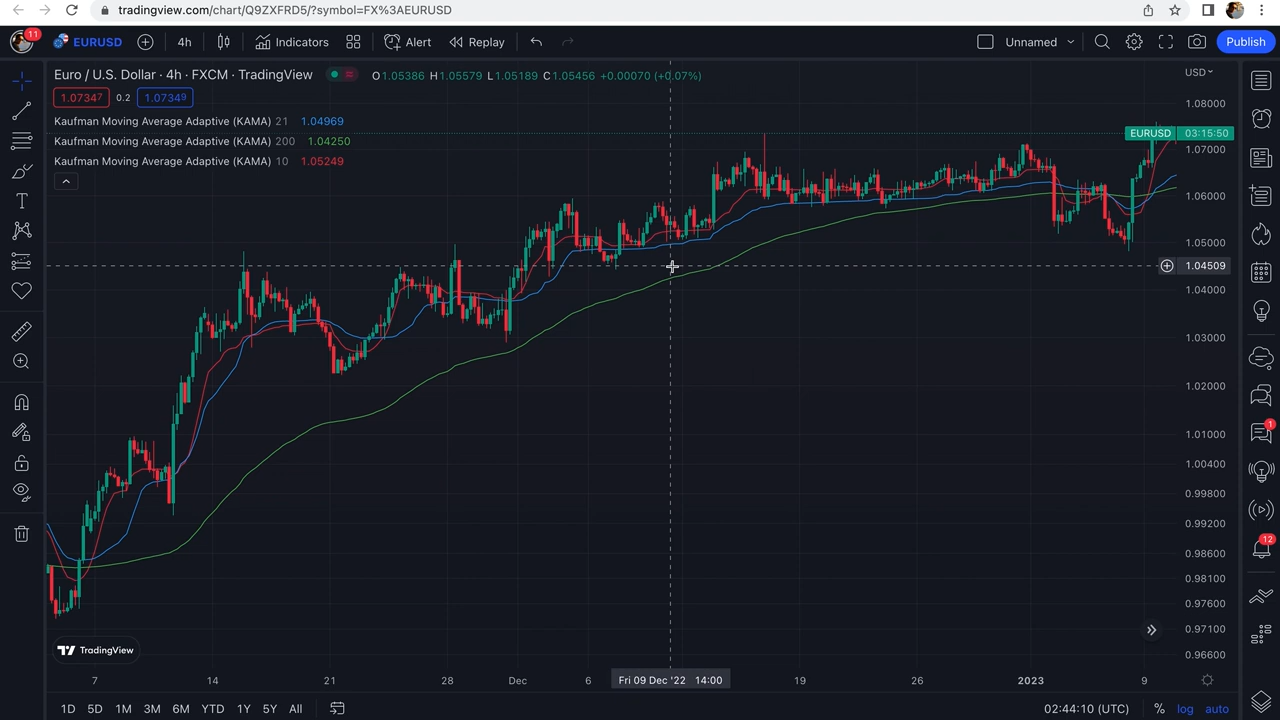 tradingview.com/chart/Q9ZXFRD5/?symbol=FX%3AEURUSD
11 EURUSD 4h Indicators Alert Replay Unnamed Publish
Euro / U.S. Dollar · 4h · FXCM · TradingView O1.05386 H1.05579 L1.05189 C1.05456 +0.00070 (+0.07%) USD
1.07347 0.2 1.07349
Kaufman Moving Average Adaptive (KAMA) 21 1.04969
Kaufman Moving Average Adaptive (KAMA) 200 1.04250
Kaufman Moving Average Adaptive (KAMA) 10 1.05249
1.08000
EURUSD 03:15:50
1.07000
1.06000
1.05000
1.04509
1.04000
1.03000
1.02000
1.01000
1.00400
0.99800
0.99200
0.98600
0.98100
0.97600
0.97100
0.96600
1
12
TradingView
7 14 21 28 Dec 6 Fri 09 Dec '22 14:00 19 26 2023 9
1D 5D 1M 3M 6M YTD 1Y 5Y All 02:44:10 (UTC) % log auto